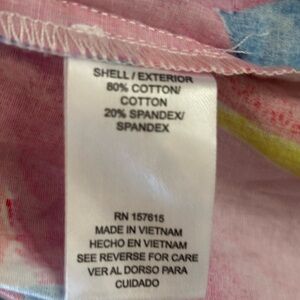 SHELL / EXTERIOR
80% COTTON/
COTTON
20% SPANDEX/
SPANDEX
RN 157615
MADE IN VIETNAM
HECHO EN VIETNAM
SEE REVERSE FOR CARE
VER AL DORSO PARA
CUIDADO